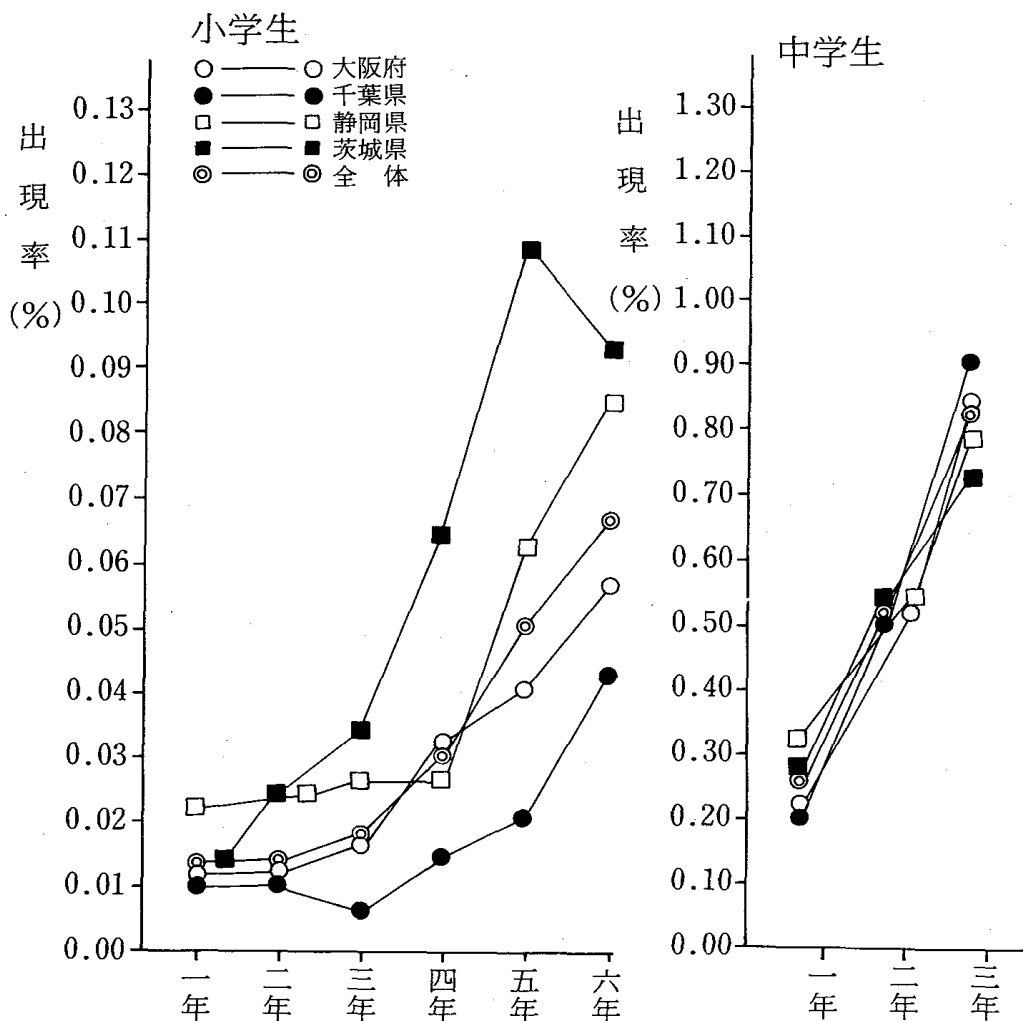 小学生
大阪府
千葉県
静岡県
茨城県
全 体
出現率(%)
0.13
0.12
0.11
0.10
0.09
0.08
0.07
0.06
0.05
0.04
0.03
0.02
0.01
0.00
一年
二年
三年
四年
五年
六年
中学生
出現率(%)
1.30
1.20
1.10
1.00
0.90
0.80
0.70
0.60
0.50
0.40
0.30
0.20
0.10
0.00
一年
二年
三年